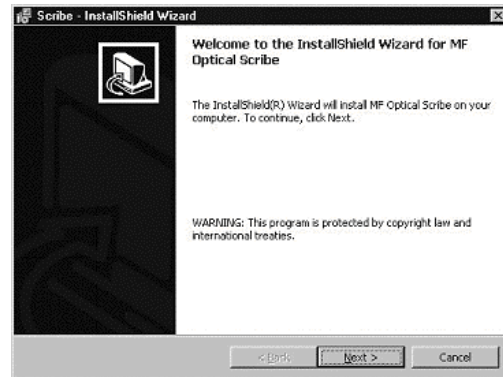 Scribe - InstallShield Wizard
Welcome to the InstallShield Wizard for MF
Optical Scribe
The InstallShield(R) Wizard will install MF Optical Scribe on your
computer. To continue, click Next.
WARNING: This program is protected by copyright law and
international treaties.
< Back
Next >
Cancel